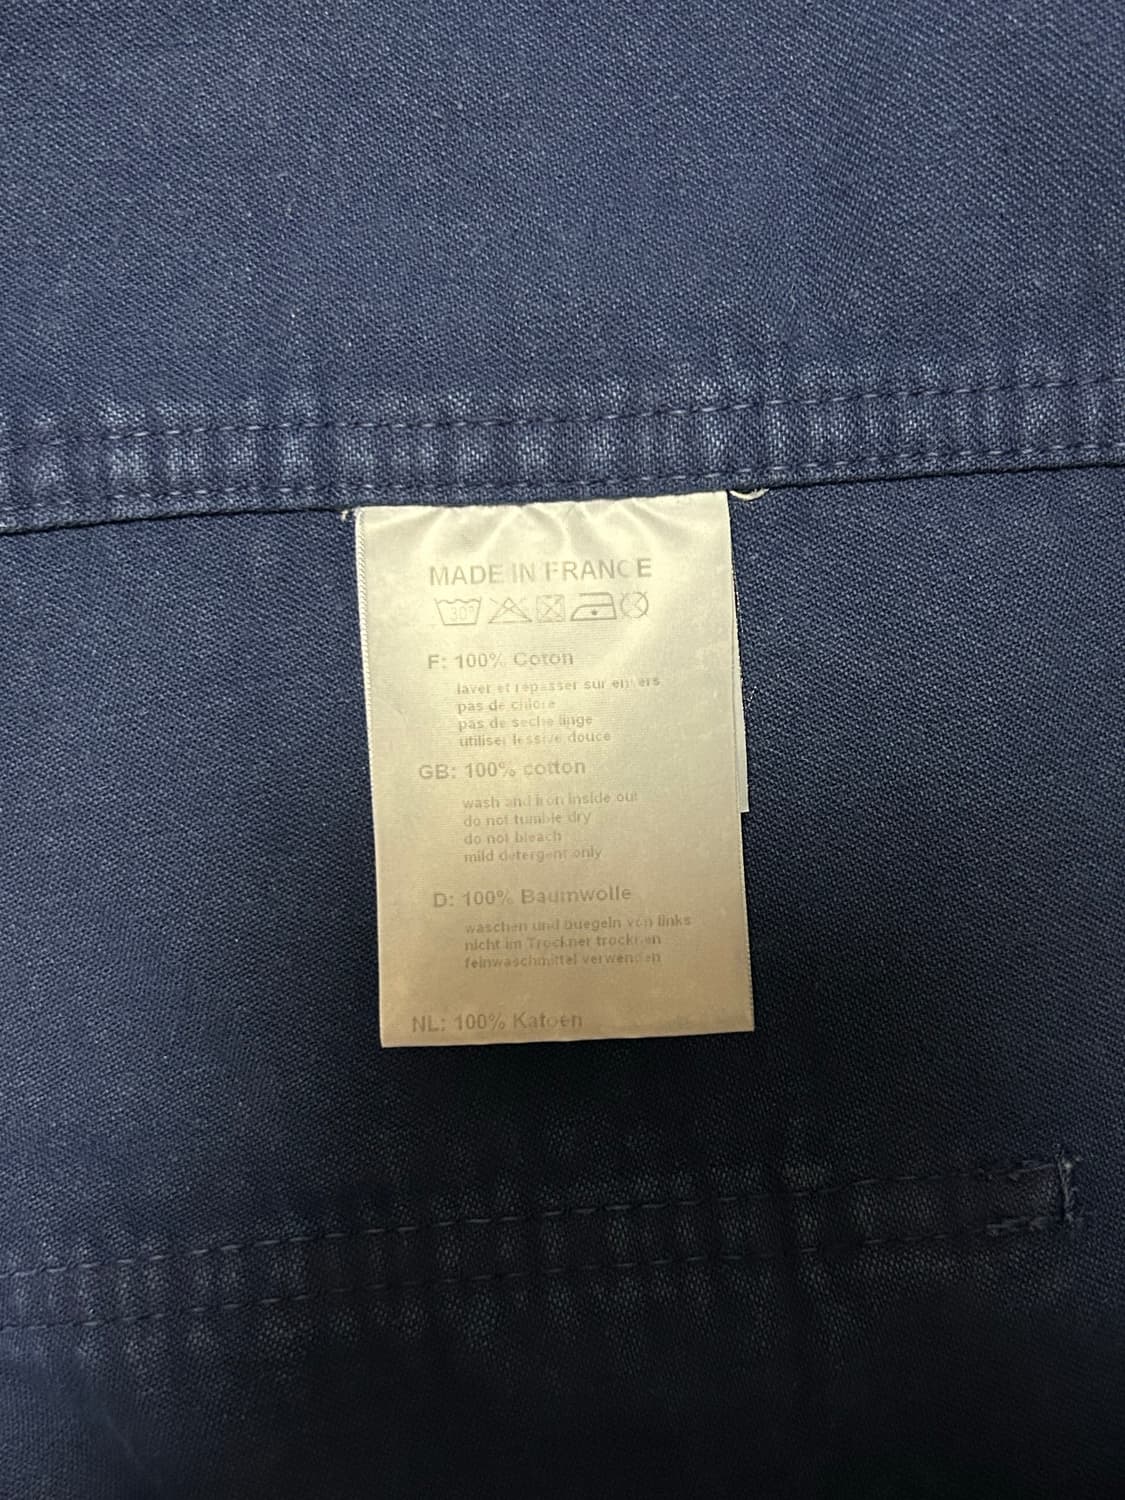 MADE IN FRANCE
30°
F: 100% Coton
laver et repasser sur envers
pas de chlore
pas de seche linge
utiliser lessive douce
GB: 100% cotton
wash and iron inside out
do not tumble dry
do not bleach
mild detergent only
D: 100% Baumwolle
waschen und buegeln von links
nicht im Trockner trocknen
feinwaschmittel verwenden
NL: 100% Katoen